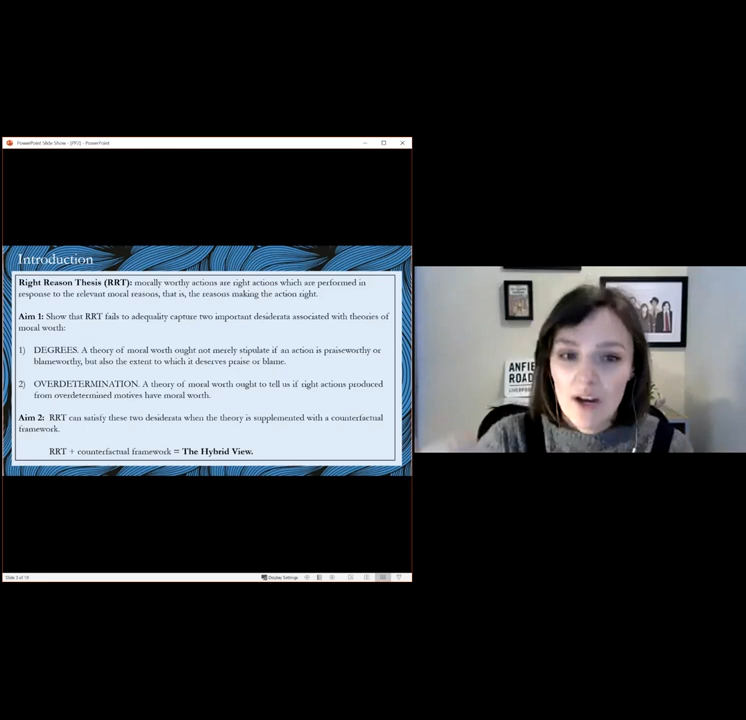 PowerPoint Slide Show - [PP2] - PowerPoint
Introduction
Right Reason Thesis (RRT): morally worthy actions are right actions which are performed in
response to the relevant moral reasons, that is, the reasons making the action right.
Aim 1: Show that RRT fails to adequality capture two important desiderata associated with theories of
moral worth:
1) DEGREES. A theory of moral worth ought not merely stipulate if an action is praiseworthy or
blameworthy, but also the extent to which it deserves praise or blame.
2) OVERDETERMINATION. A theory of moral worth ought to tell us if right actions produced
from overdetermined motives have moral worth.
Aim 2: RRT can satisfy these two desiderata when the theory is supplemented with a counterfactual
framework.
RRT + counterfactual framework = The Hybrid View.
Display Settings
ANFIE
ROAD
LIVERPOO